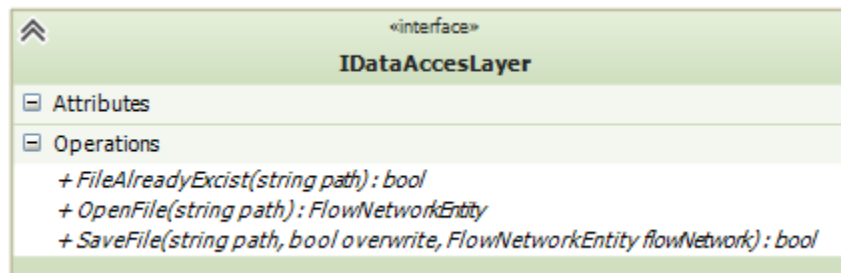 «interface»
IDataAccesLayer
Attributes
Operations
+ FileAlreadyExcist(string path) : bool
+ OpenFile(string path) : FlowNetworkEntity
+ SaveFile(string path, bool overwrite, FlowNetworkEntity flowNetwork) : bool